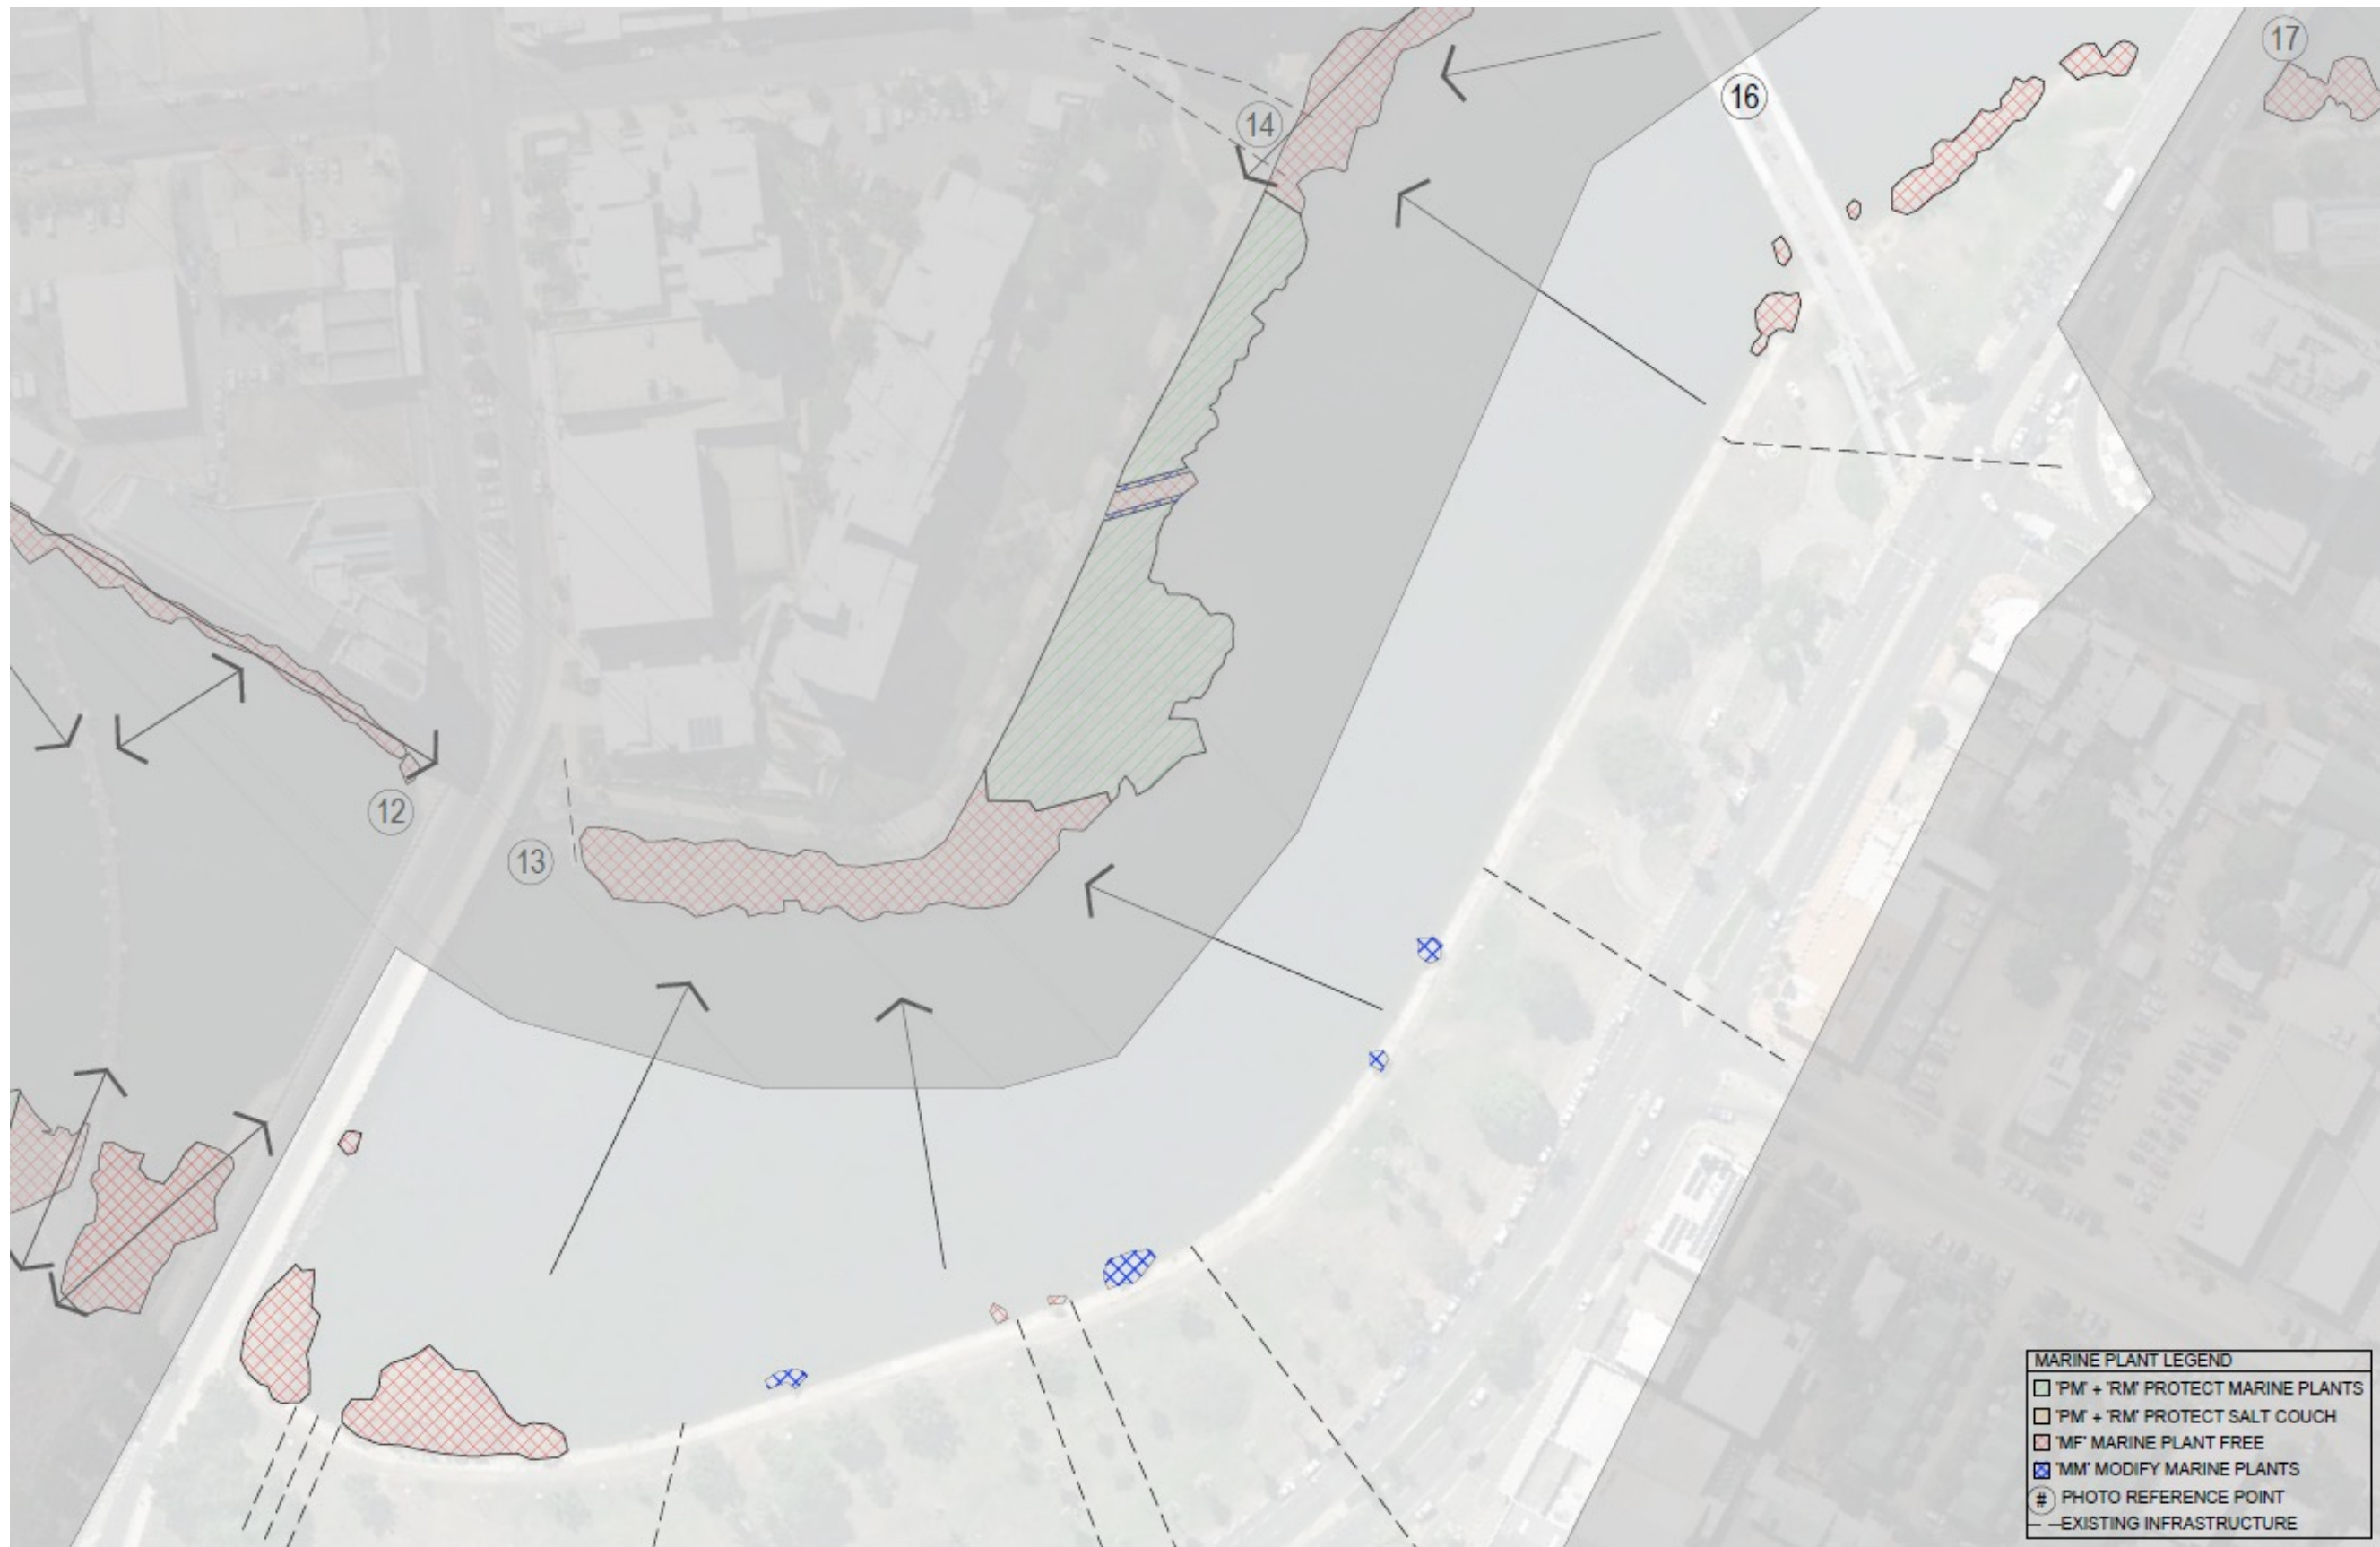 17
16
14
12
13
MARINE PLANT LEGEND
'PM' + 'RM' PROTECT MARINE PLANTS
'PM' + 'RM' PROTECT SALT COUCH
'MF' MARINE PLANT FREE
'MM' MODIFY MARINE PLANTS
# PHOTO REFERENCE POINT
EXISTING INFRASTRUCTURE